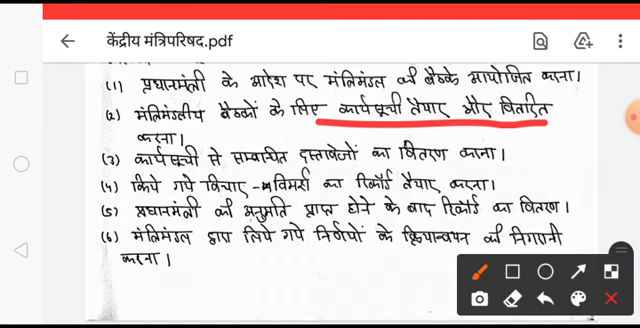 केंद्रीय मंत्रिपरिषद.pdf
(1) प्रधानमंत्री के आदेश पर मंत्रिमंडल की बैठके आयोजित करना।
(2) मंत्रिमंडलीय बैठकों के लिए कार्यसूची तैयार और वितरित
करना।
(3) कार्यसूची से सम्बन्धित दस्तावेजों का वितरण करना।
(4) किये गये विचार-विमर्श का रिकॉर्ड तैयार करना।
(5) प्रधानमंत्री की अनुमति प्राप्त होने के बाद रिकॉर्ड का वितरण।
(6) मंत्रिमंडल द्वारा लिये गये निर्णयों के क्रियान्वयन की निगरानी
करना।